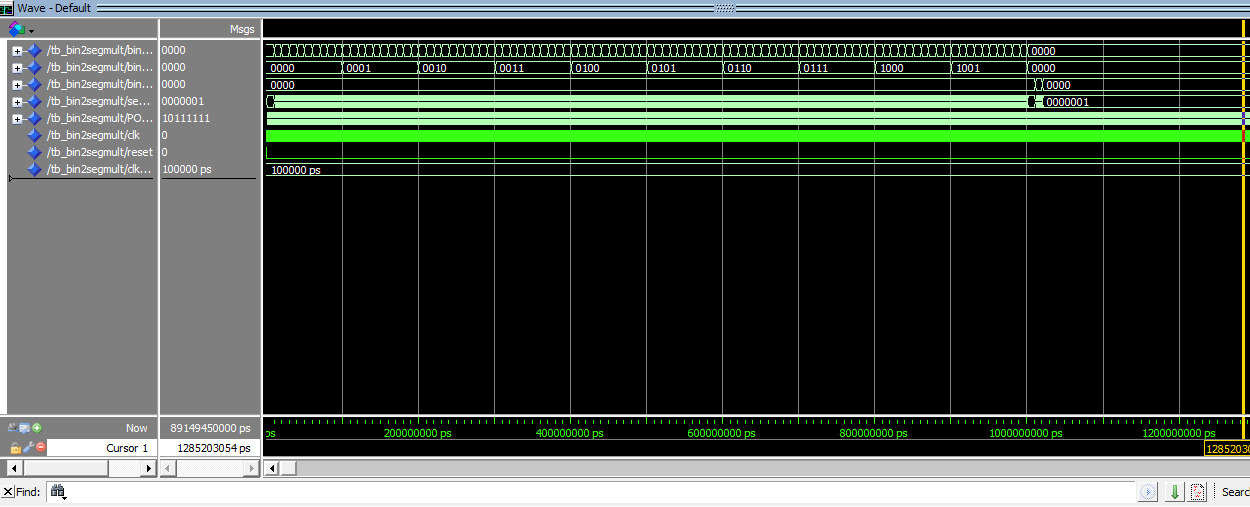 Wave - Default
Msgs
/tb_bin2segmult/bin... 0000 0000
/tb_bin2segmult/bin... 0000 0000 0001 0010 0011 0100 0101 0110 0111 1000 1001 0000
/tb_bin2segmult/bin... 0000 0000 0000
/tb_bin2segmult/se... 0000001 0000001
/tb_bin2segmult/PO... 10111111
/tb_bin2segmult/clk 0
/tb_bin2segmult/reset 0
/tb_bin2segmult/clk... 100000 ps 100000 ps
Now 89149450000 ps ps 200000000 ps 400000000 ps 600000000 ps 800000000 ps 1000000000 ps 1200000000 ps
Cursor 1 1285203054 ps 1285203
Find: Searc